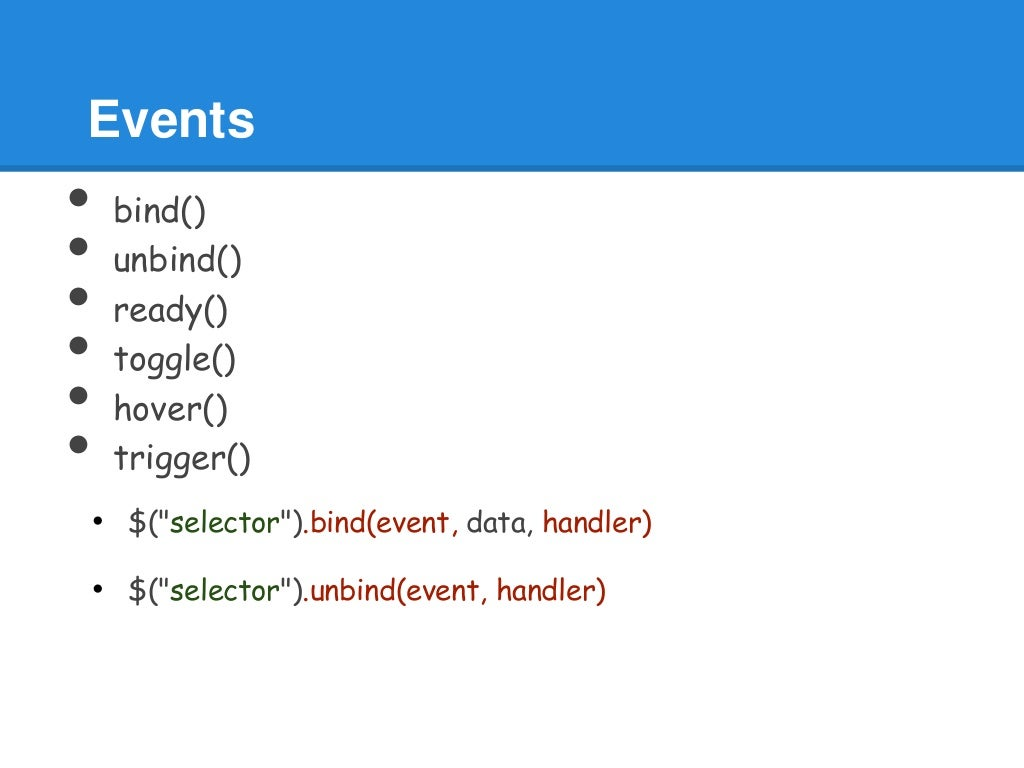 Events
• bind()
• unbind()
• ready()
• toggle()
• hover()
• trigger()
• $("selector").bind(event, data, handler)
• $("selector").unbind(event, handler)